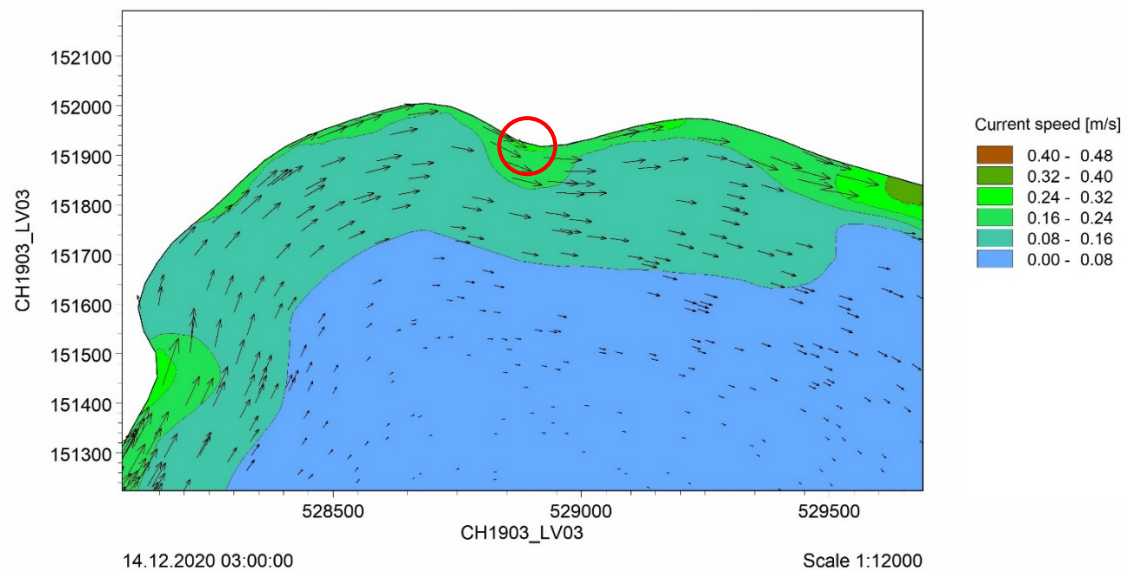 152100
152000
151900
151800
151700
151600
151500
151400
151300
CH1903_LV03
528500
529000
529500
CH1903_LV03
14.12.2020 03:00:00
Scale 1:12000
Current speed [m/s]
0.40 - 0.48
0.32 - 0.40
0.24 - 0.32
0.16 - 0.24
0.08 - 0.16
0.00 - 0.08